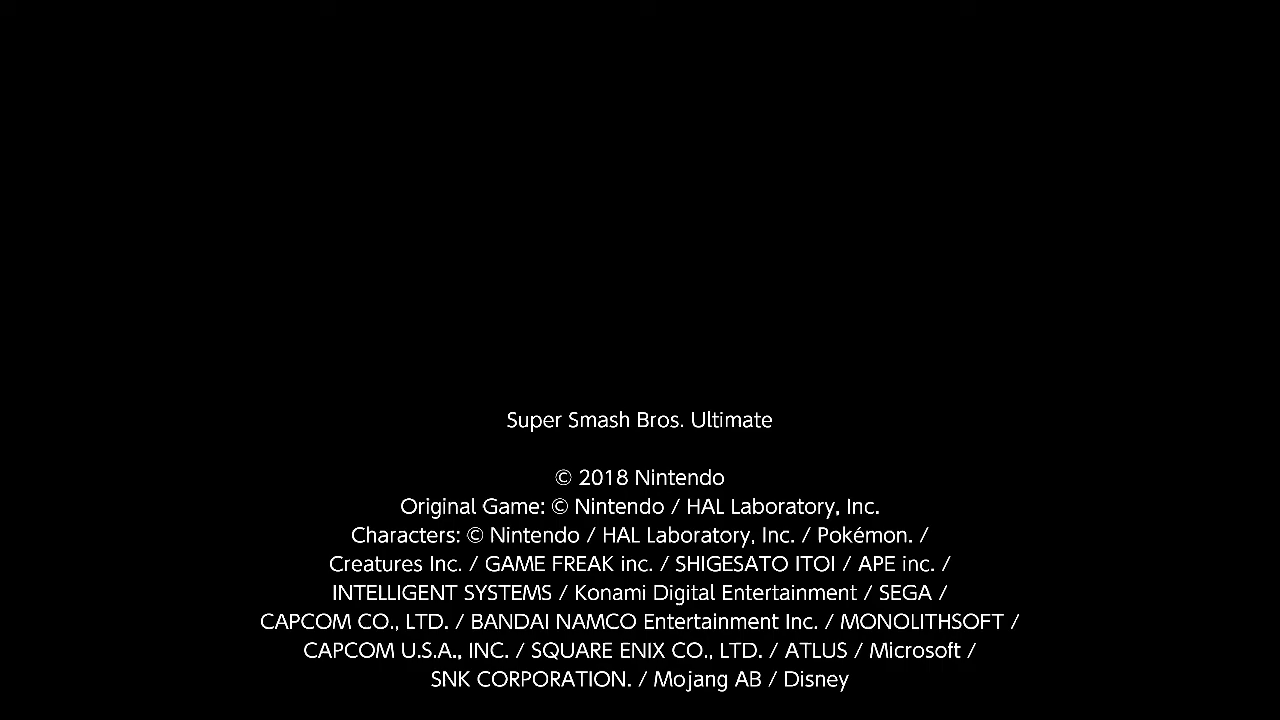 Super Smash Bros. Ultimate
© 2018 Nintendo
Original Game: © Nintendo / HAL Laboratory, Inc.
Characters: © Nintendo / HAL Laboratory, Inc. / Pokémon. /
Creatures Inc. / GAME FREAK inc. / SHIGESATO ITOI / APE inc. /
INTELLIGENT SYSTEMS / Konami Digital Entertainment / SEGA /
CAPCOM CO., LTD. / BANDAI NAMCO Entertainment Inc. / MONOLITHSOFT /
CAPCOM U.S.A., INC. / SQUARE ENIX CO., LTD. / ATLUS / Microsoft /
SNK CORPORATION. / Mojang AB / Disney